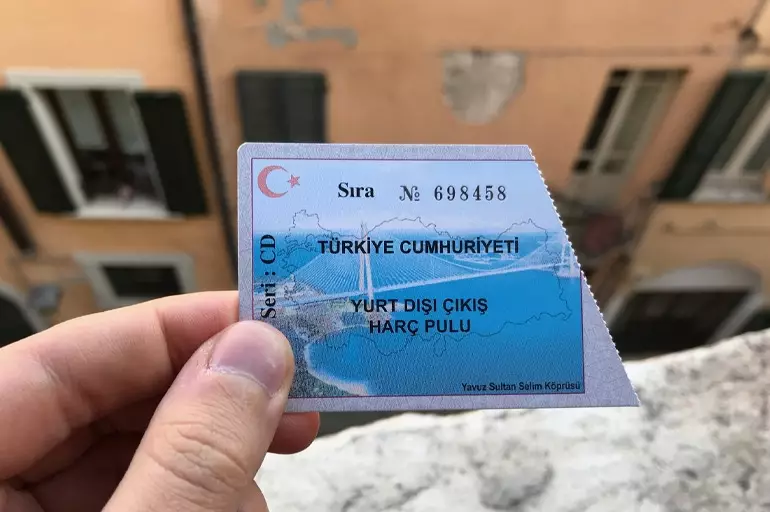 Sıra № 698458
Seri : CD
TÜRKİYE CUMHURİYETİ
YURT DIŞI ÇIKIŞ
HARÇ PULU
Yavuz Sultan Selim Köprüsü